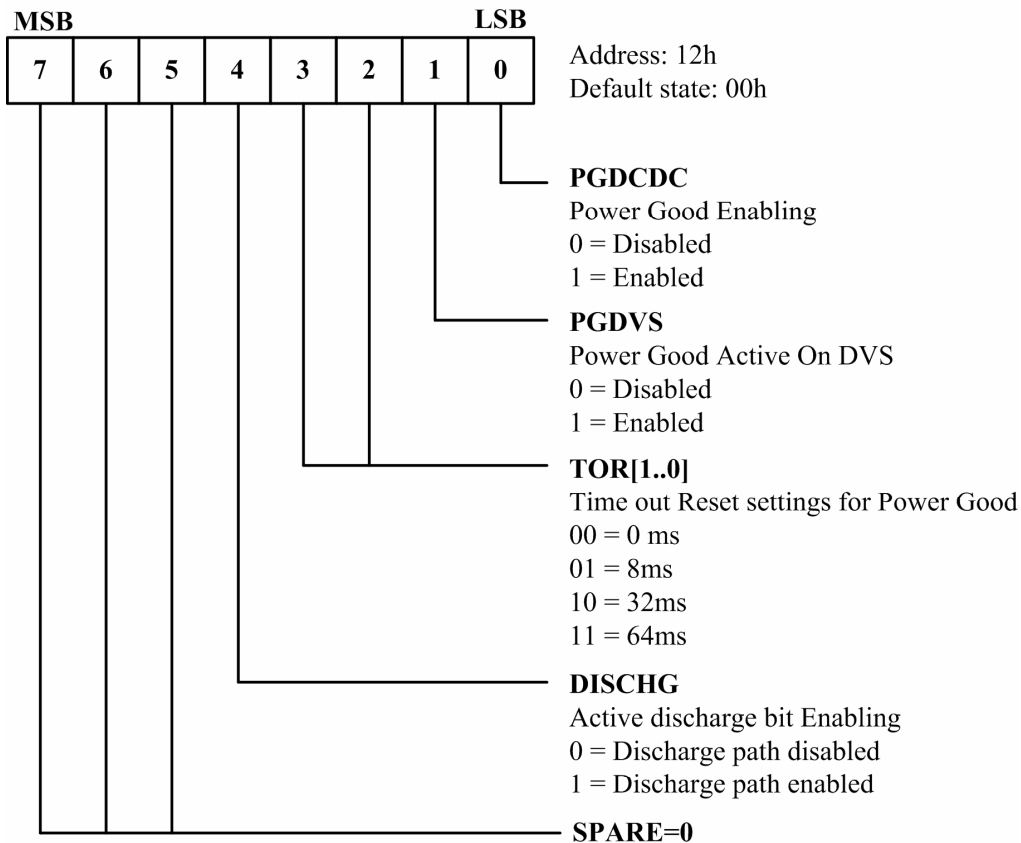 MSB LSB
7 6 5 4 3 2 1 0
Address: 12h
Default state: 00h
PGDCDC
Power Good Enabling
0 = Disabled
1 = Enabled
PGDVS
Power Good Active On DVS
0 = Disabled
1 = Enabled
TOR[1..0]
Time out Reset settings for Power Good
00 = 0 ms
01 = 8ms
10 = 32ms
11 = 64ms
DISCHG
Active discharge bit Enabling
0 = Discharge path disabled
1 = Discharge path enabled
SPARE=0